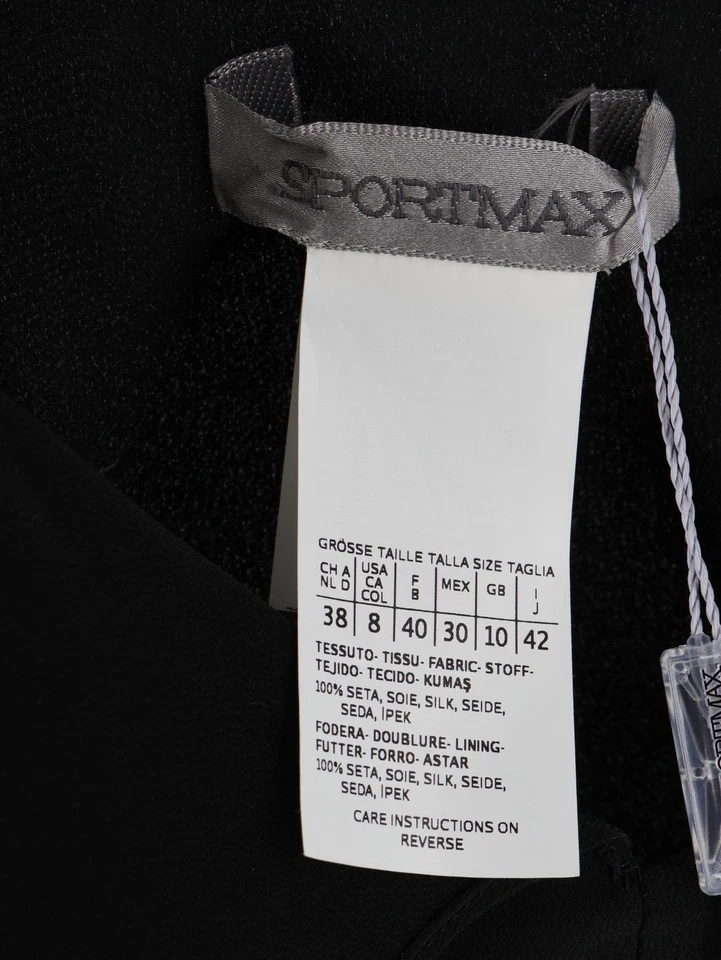 SPORTMAX
GRÖSSE TAILLE TALLA SIZE TAGLIA
CH A USA F MEX GB I
NL D CA B J
COL
38 8 40 30 10 42
TESSUTO- TISSU- FABRIC- STOFF-
TEJIDO- TECIDO- KUMAŞ
100% SETA, SOIE, SILK, SEIDE,
SEDA, İPEK
FODERA- DOUBLURE- LINING-
FUTTER- FORRO- ASTAR
100% SETA, SOIE, SILK, SEIDE,
SEDA, İPEK
CARE INSTRUCTIONS ON
REVERSE